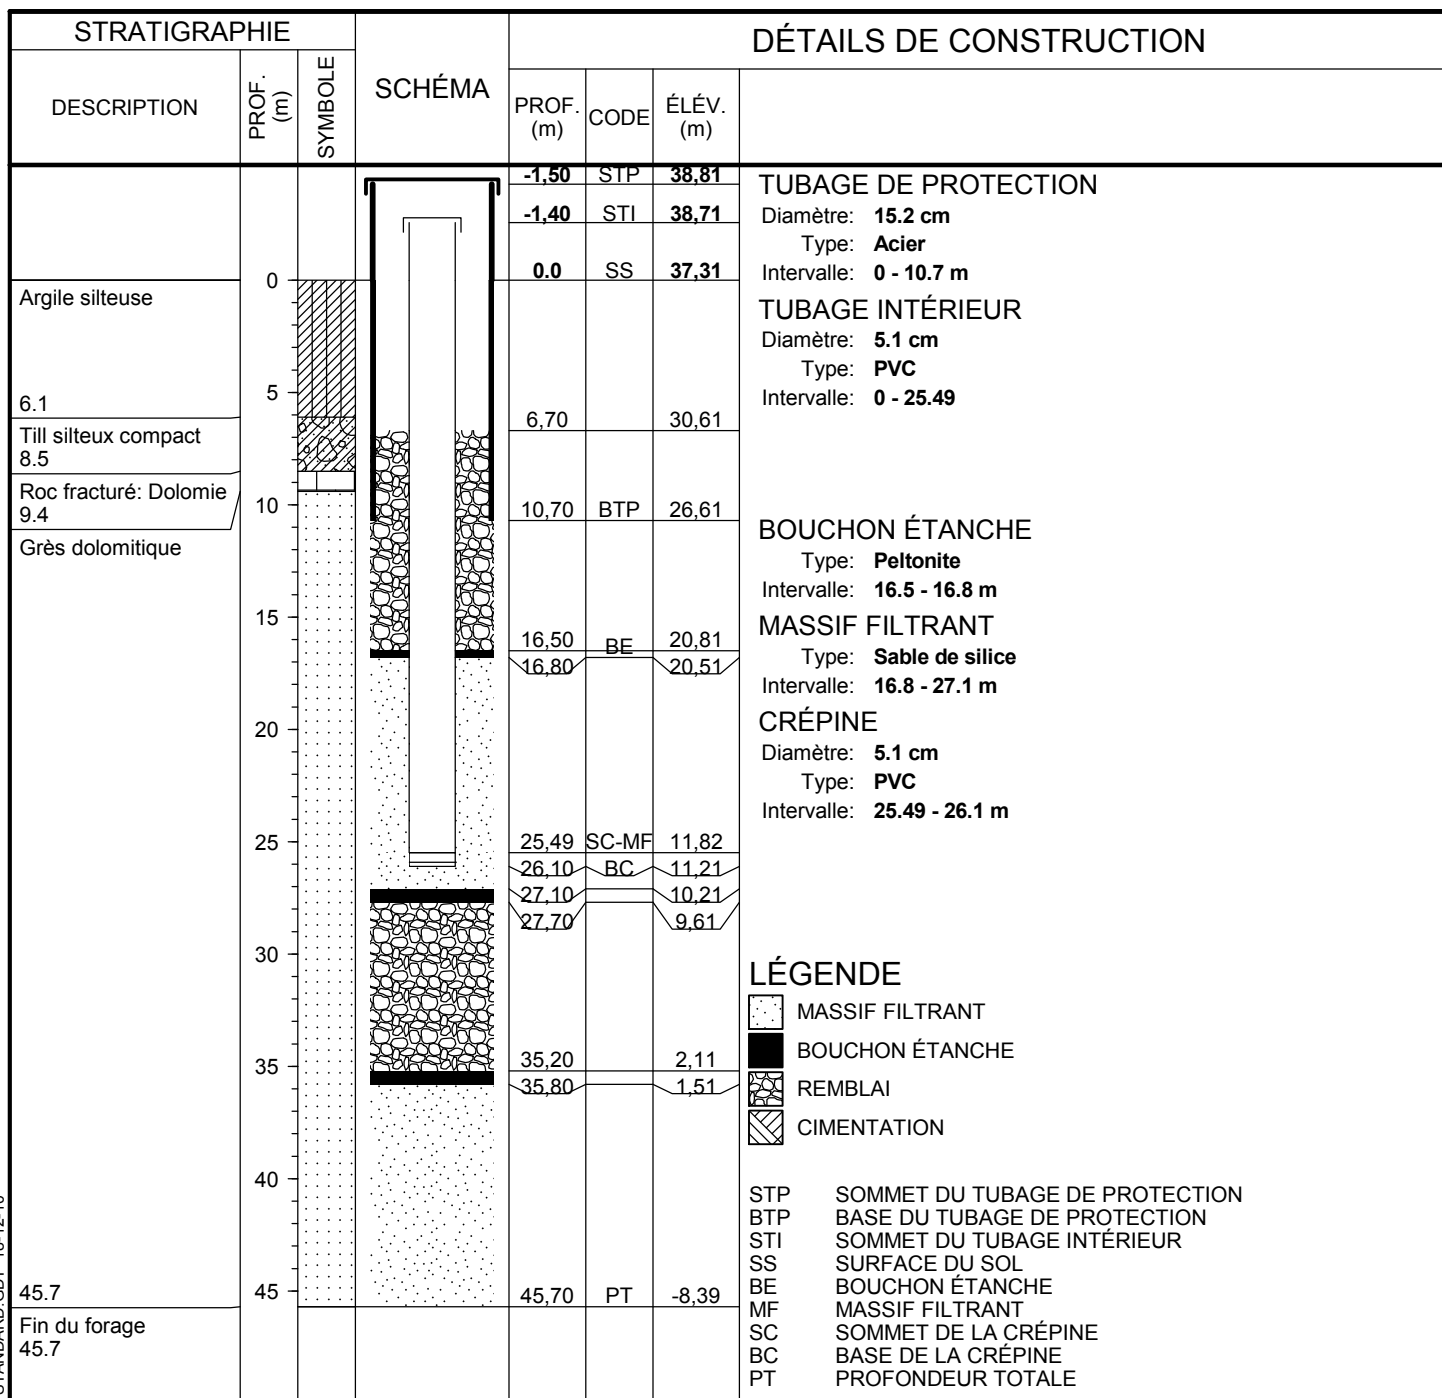 STRATIGRAPHIE
DESCRIPTION
PROF. (m)
SYMBOLE
SCHÉMA
DÉTAILS DE CONSTRUCTION
PROF. (m)
CODE
ÉLÉV. (m)
-1,50 STP 38,81
-1,40 STI 38,71
0.0 SS 37,31
6,70 30,61
10,70 BTP 26,61
16,50 BE 20,81
16,80 20,51
25,49 SC-MF 11,82
26,10 BC 11,21
27,10 10,21
27,70 9,61
35,20 2,11
35,80 1,51
45,70 PT -8,39
Argile silteuse
6.1
Till silteux compact
8.5
Roc fracturé: Dolomie
9.4
Grès dolomitique
45.7
Fin du forage
45.7
0
5
10
15
20
25
30
35
40
45
TUBAGE DE PROTECTION
Diamètre: 15.2 cm
Type: Acier
Intervalle: 0 - 10.7 m
TUBAGE INTÉRIEUR
Diamètre: 5.1 cm
Type: PVC
Intervalle: 0 - 25.49
BOUCHON ÉTANCHE
Type: Peltonite
Intervalle: 16.5 - 16.8 m
MASSIF FILTRANT
Type: Sable de silice
Intervalle: 16.8 - 27.1 m
CRÉPINE
Diamètre: 5.1 cm
Type: PVC
Intervalle: 25.49 - 26.1 m
LÉGENDE
MASSIF FILTRANT
BOUCHON ÉTANCHE
REMBLAI
CIMENTATION
STP SOMMET DU TUBAGE DE PROTECTION
BTP BASE DU TUBAGE DE PROTECTION
STI SOMMET DU TUBAGE INTÉRIEUR
SS SURFACE DU SOL
BE BOUCHON ÉTANCHE
MF MASSIF FILTRANT
SC SOMMET DE LA CRÉPINE
BC BASE DE LA CRÉPINE
PT PROFONDEUR TOTALE